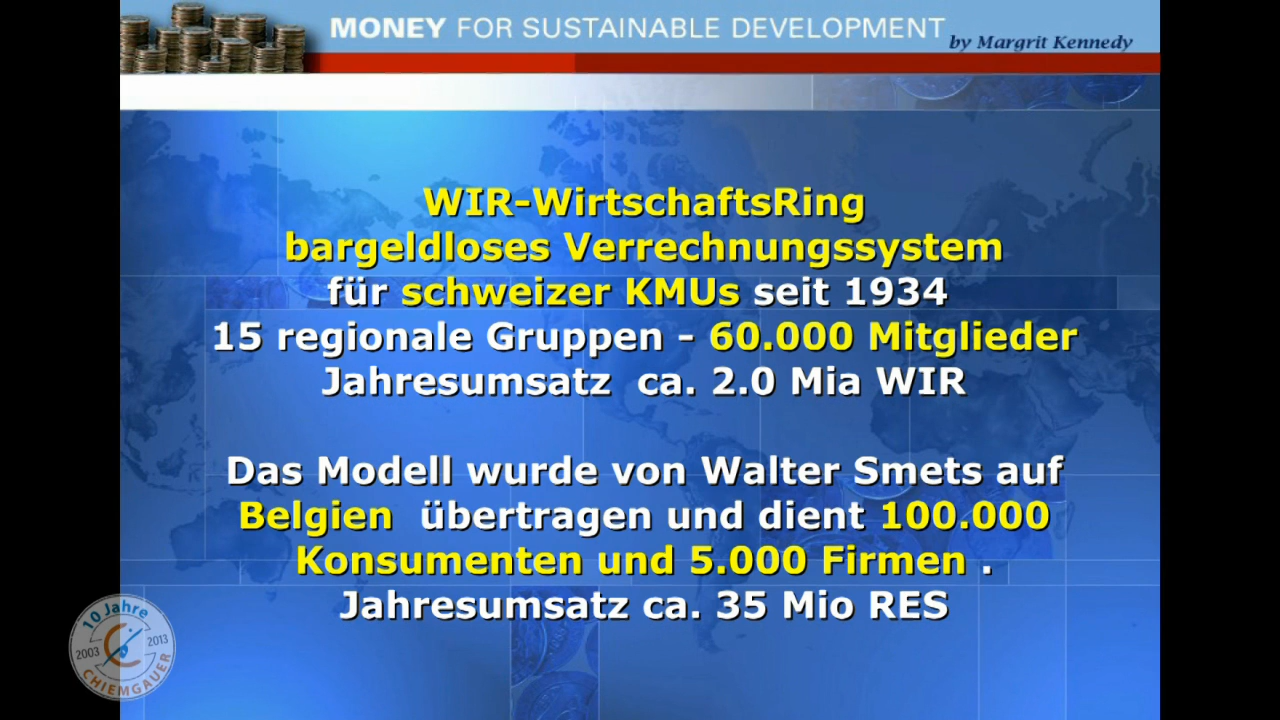 MONEY FOR SUSTAINABLE DEVELOPMENT
by Margrit Kennedy
WIR-WirtschaftsRing
bargeldloses Verrechnungssystem
für schweizer KMUs seit 1934
15 regionale Gruppen - 60.000 Mitglieder
Jahresumsatz ca. 2.0 Mia WIR
Das Modell wurde von Walter Smets auf
Belgien übertragen und dient 100.000
Konsumenten und 5.000 Firmen .
Jahresumsatz ca. 35 Mio RES
10 Jahre
2003 2013
CHIEMGAUER